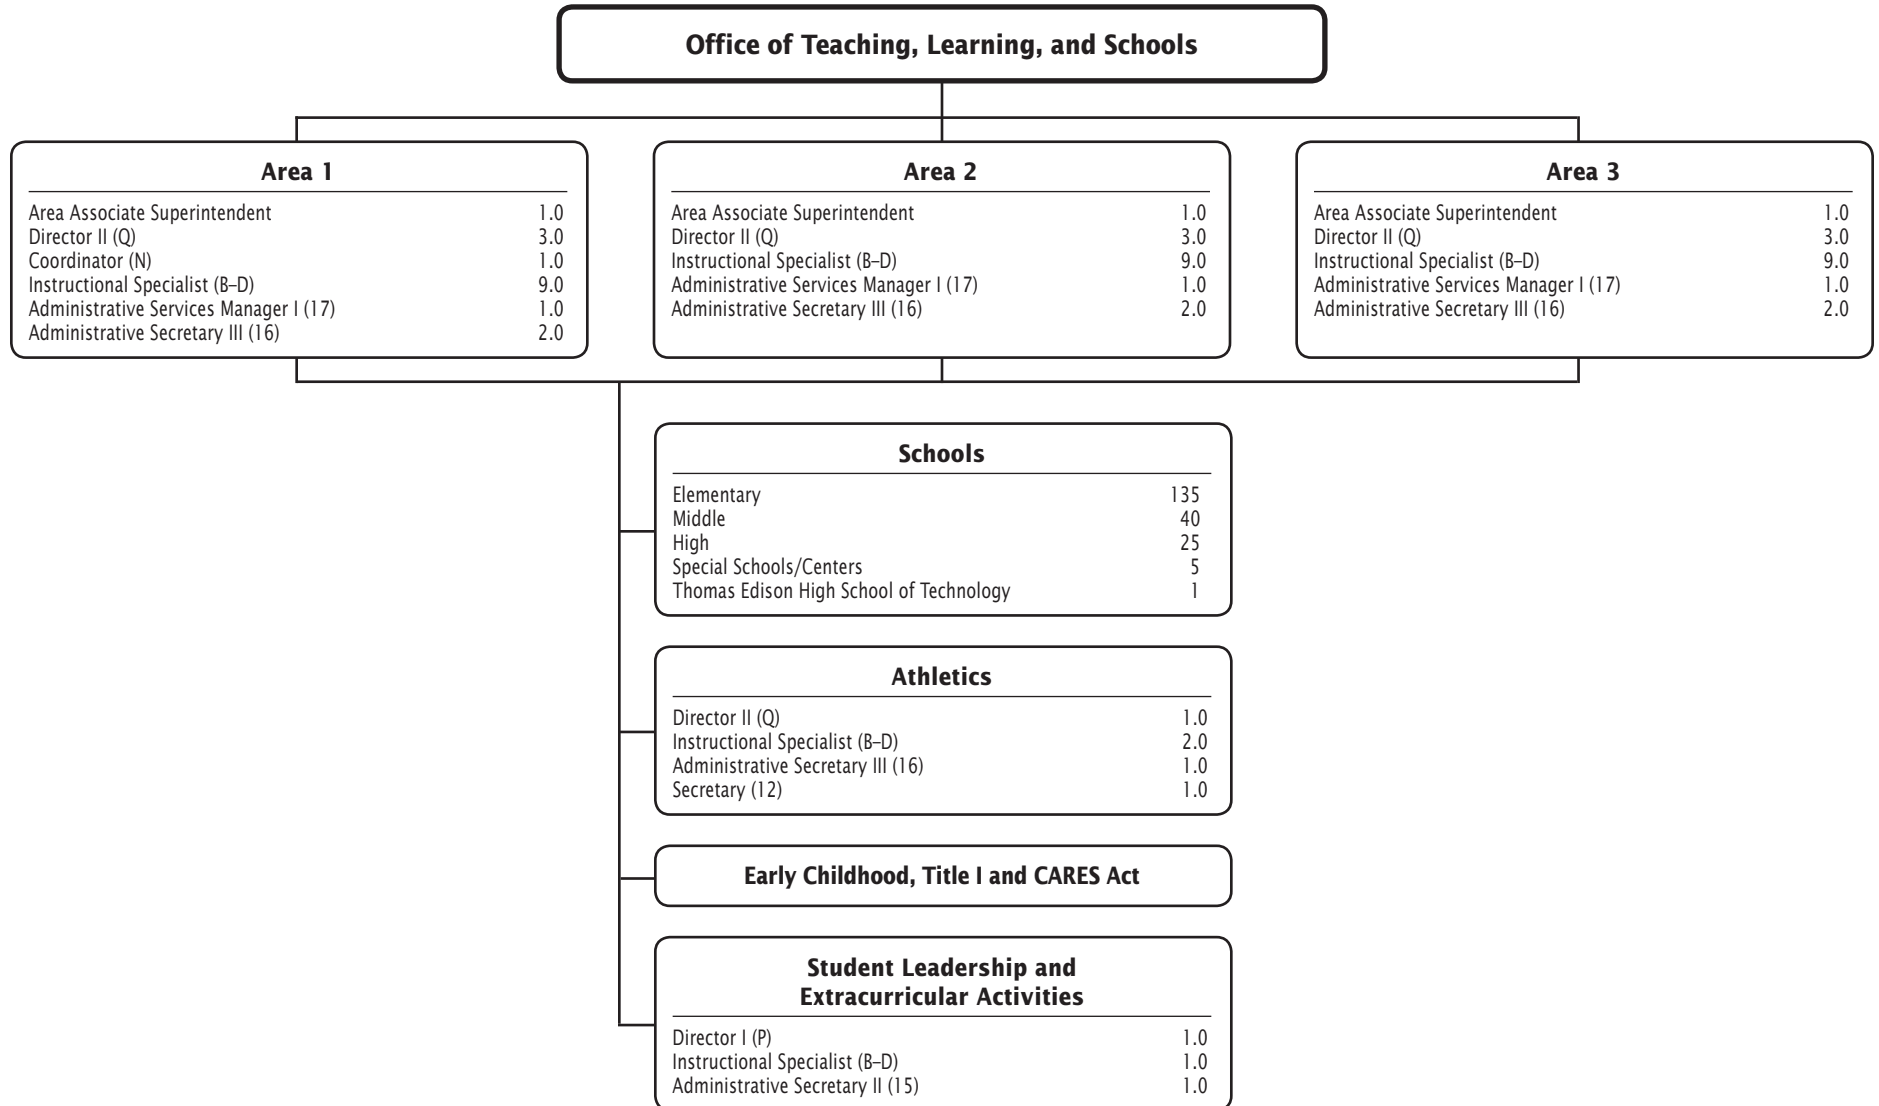 Office of Teaching, Learning, and Schools
Area 1
Area Associate Superintendent 1.0
Director II (Q) 3.0
Coordinator (N) 1.0
Instructional Specialist (B–D) 9.0
Administrative Services Manager I (17) 1.0
Administrative Secretary III (16) 2.0
Area 2
Area Associate Superintendent 1.0
Director II (Q) 3.0
Instructional Specialist (B–D) 9.0
Administrative Services Manager I (17) 1.0
Administrative Secretary III (16) 2.0
Area 3
Area Associate Superintendent 1.0
Director II (Q) 3.0
Instructional Specialist (B–D) 9.0
Administrative Services Manager I (17) 1.0
Administrative Secretary III (16) 2.0
Schools
Elementary 135
Middle 40
High 25
Special Schools/Centers 5
Thomas Edison High School of Technology 1
Athletics
Director II (Q) 1.0
Instructional Specialist (B–D) 2.0
Administrative Secretary III (16) 1.0
Secretary (12) 1.0
Early Childhood, Title I and CARES Act
Student Leadership and
Extracurricular Activities
Director I (P) 1.0
Instructional Specialist (B–D) 1.0
Administrative Secretary II (15) 1.0